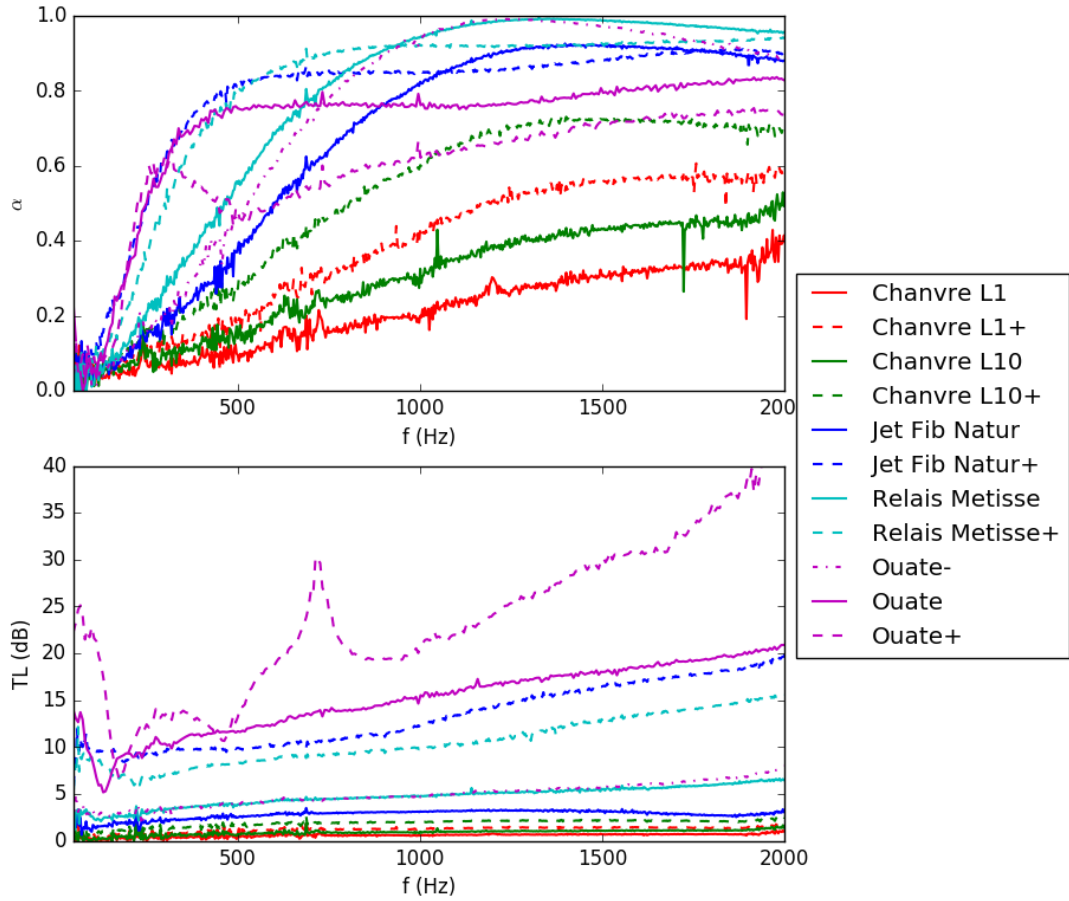 1.0
0.8
0.6
0.4
0.2
0.0
α
500
1000
1500
2000
f (Hz)
40
35
30
25
20
15
10
5
0
TL (dB)
500
1000
1500
2000
f (Hz)
Chanvre L1
Chanvre L1+
Chanvre L10
Chanvre L10+
Jet Fib Natur
Jet Fib Natur+
Relais Metisse
Relais Metisse+
Ouate-
Ouate
Ouate+